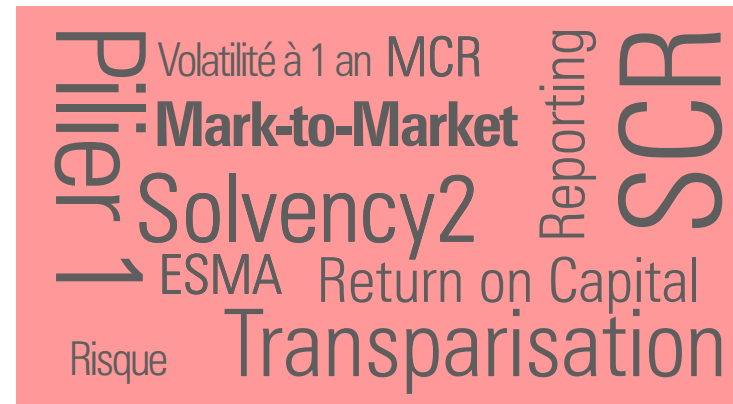 Pilier 1
Volatilité à 1 an
MCR
Reporting
SCR
Mark-to-Market
Solvency2
ESMA
Return on Capital
Risque
Transparisation